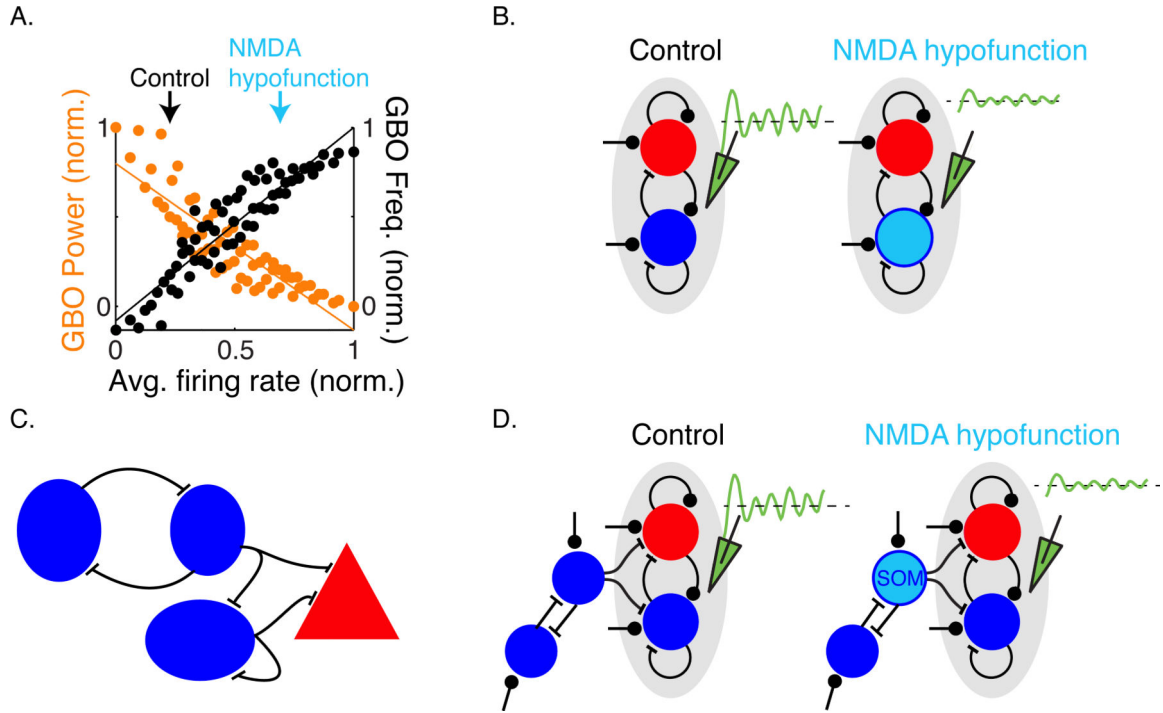 A.
NMDA
hypofunction
Control
GBO Power (norm.)
1
0
1
0
GBO Freq. (norm.)
0
0.5
1
Avg. firing rate (norm.)
B.
Control
NMDA hypofunction
C.
D.
Control
NMDA hypofunction
SOM